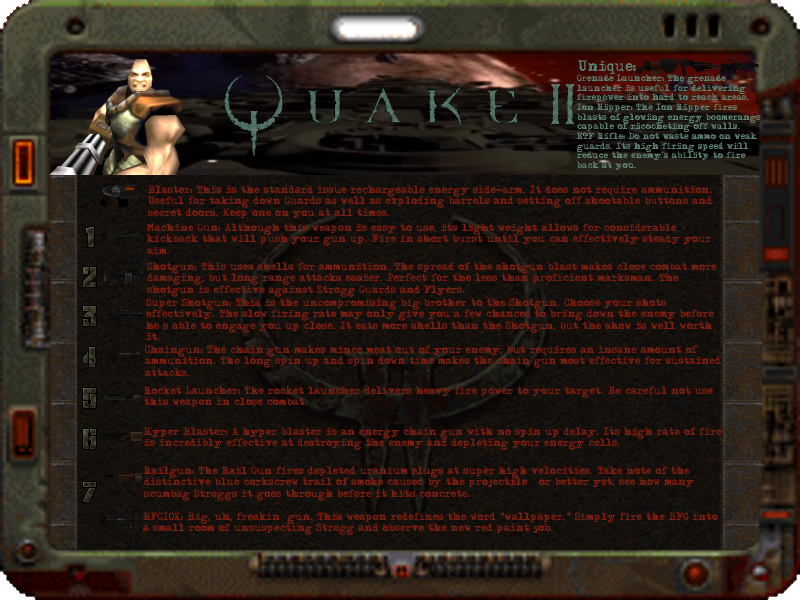 QUAKE II
Unique:
Grenade Launcher: The grenade
launcher is useful for delivering
firepower into hard to reach areas.
Ion Ripper: The Ion Ripper fires
blasts of glowing energy boomerangs
capable of ricocheting off walls.
ETF Rifle: Do not waste ammo on weak
guards. Its high firing speed will
reduce the enemy's ability to fire
back at you.
Blaster: This is the standard issue rechargeable energy side-arm. It does not require ammunition.
Useful for taking down Guards as well as exploding barrels and setting off shootable buttons and
secret doors. Keep one on you at all times.
1
Machine Gun: Although this weapon is easy to use, its light weight allows for considerable
kickback that will push your gun up. Fire in short burst until you can effectively steady your
aim.
2
Shotgun: This uses shells for ammunition. The spread of the shotgun blast makes close combat more
damaging, but long range attacks easier. Perfect for the less than proficient marksman. The
shotgun is effective against Strogg Guards and Flyers.
3
Super Shotgun: This is the uncompromising big brother to the Shotgun. Choose your shots
effectively. The slow firing rate may only give you a few chances to bring down the enemy before
he s able to engage you up close. It eats more shells than the Shotgun, but the show is well worth
it.
4
Chaingun: The chain gun makes mince meat out of your enemy, but requires an insane amount of
ammunition. The long spin up and spin down time makes the chain gun most effective for sustained
attacks.
5
Rocket Launcher: The rocket launcher delivers heavy fire power to your target. Be careful not use
this weapon in close combat.
6
Hyper Blaster: A hyper blaster is an energy chain gun with no spin up delay. Its high rate of fire
is incredibly effective at destroying the enemy and depleting your energy cells.
7
Railgun: The Rail Gun fires depleted uranium slugs at super high velocities. Take note of the
distinctive blue corkscrew trail of smoke caused by the projectile or better yet, see how many
scumbag Stroggs it goes through before it hits concrete.
BFG10K: Big, uh, freakin gun. This weapon redefines the word "wallpaper." Simply fire the BFG into
a small room of unsuspecting Strogg and observe the new red paint job.